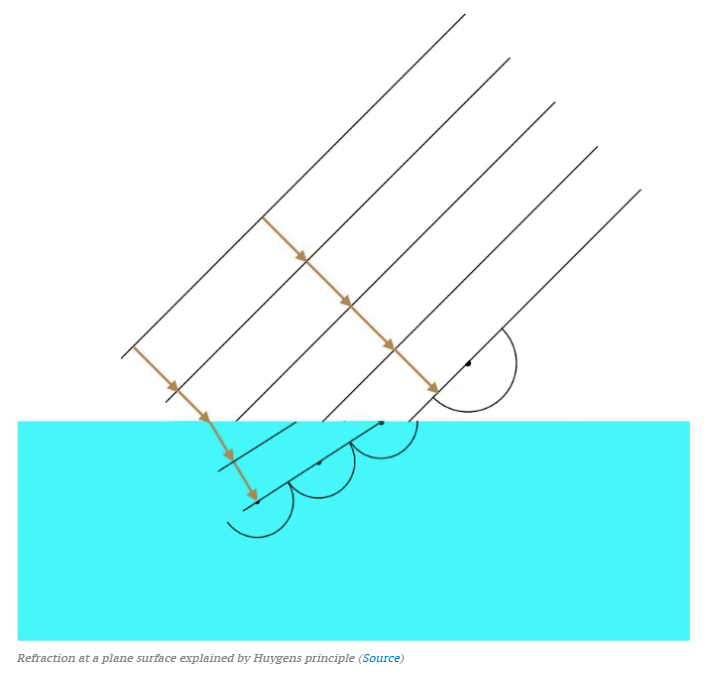 Refraction at a plane surface explained by Huygens principle (Source)